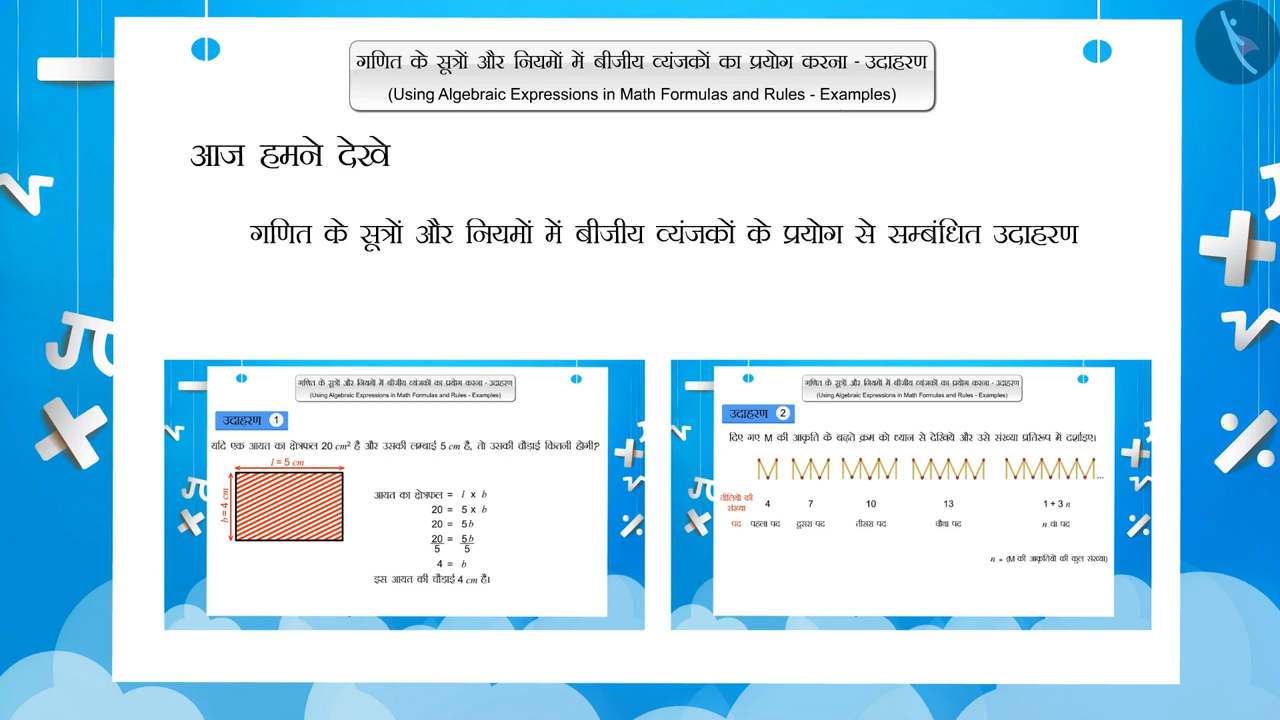 गणित के सूत्रों और नियमों में बीजीय व्यंजकों का प्रयोग करना - उदाहरण
(Using Algebraic Expressions in Math Formulas and Rules - Examples)
आज हमने देखे
गणित के सूत्रों और नियमों में बीजीय व्यंजकों के प्रयोग से सम्बंधित उदाहरण
गणित के सूत्रों और नियमों में बीजीय व्यंजकों का प्रयोग करना - उदाहरण
(Using Algebraic Expressions in Math Formulas and Rules - Examples)
उदाहरण 1
यदि एक आयत का क्षेत्रफल 20 cm² है और उसकी लम्बाई 5 cm है, तो उसकी चौड़ाई कितनी होगी?
l = 5 cm
b = 4 cm
आयत का क्षेत्रफल = l x b
20 = 5 x b
20 = 5b
20/5 = 5b/5
4 = b
इस आयत की चौड़ाई 4 cm है।
गणित के सूत्रों और नियमों में बीजीय व्यंजकों का प्रयोग करना - उदाहरण
(Using Algebraic Expressions in Math Formulas and Rules - Examples)
उदाहरण 2
दिए गए M की आकृति के बढ़ते क्रम को ध्यान से देखिये और उसे संख्या प्रतिरूप में दर्शाइए।
...
तीलियों की संख्या 4 7 10 13 1 + 3 n
पद पहला पद दूसरा पद तीसरा पद चौथा पद n वां पद
n = (M की आकृतियों की कुल संख्या)